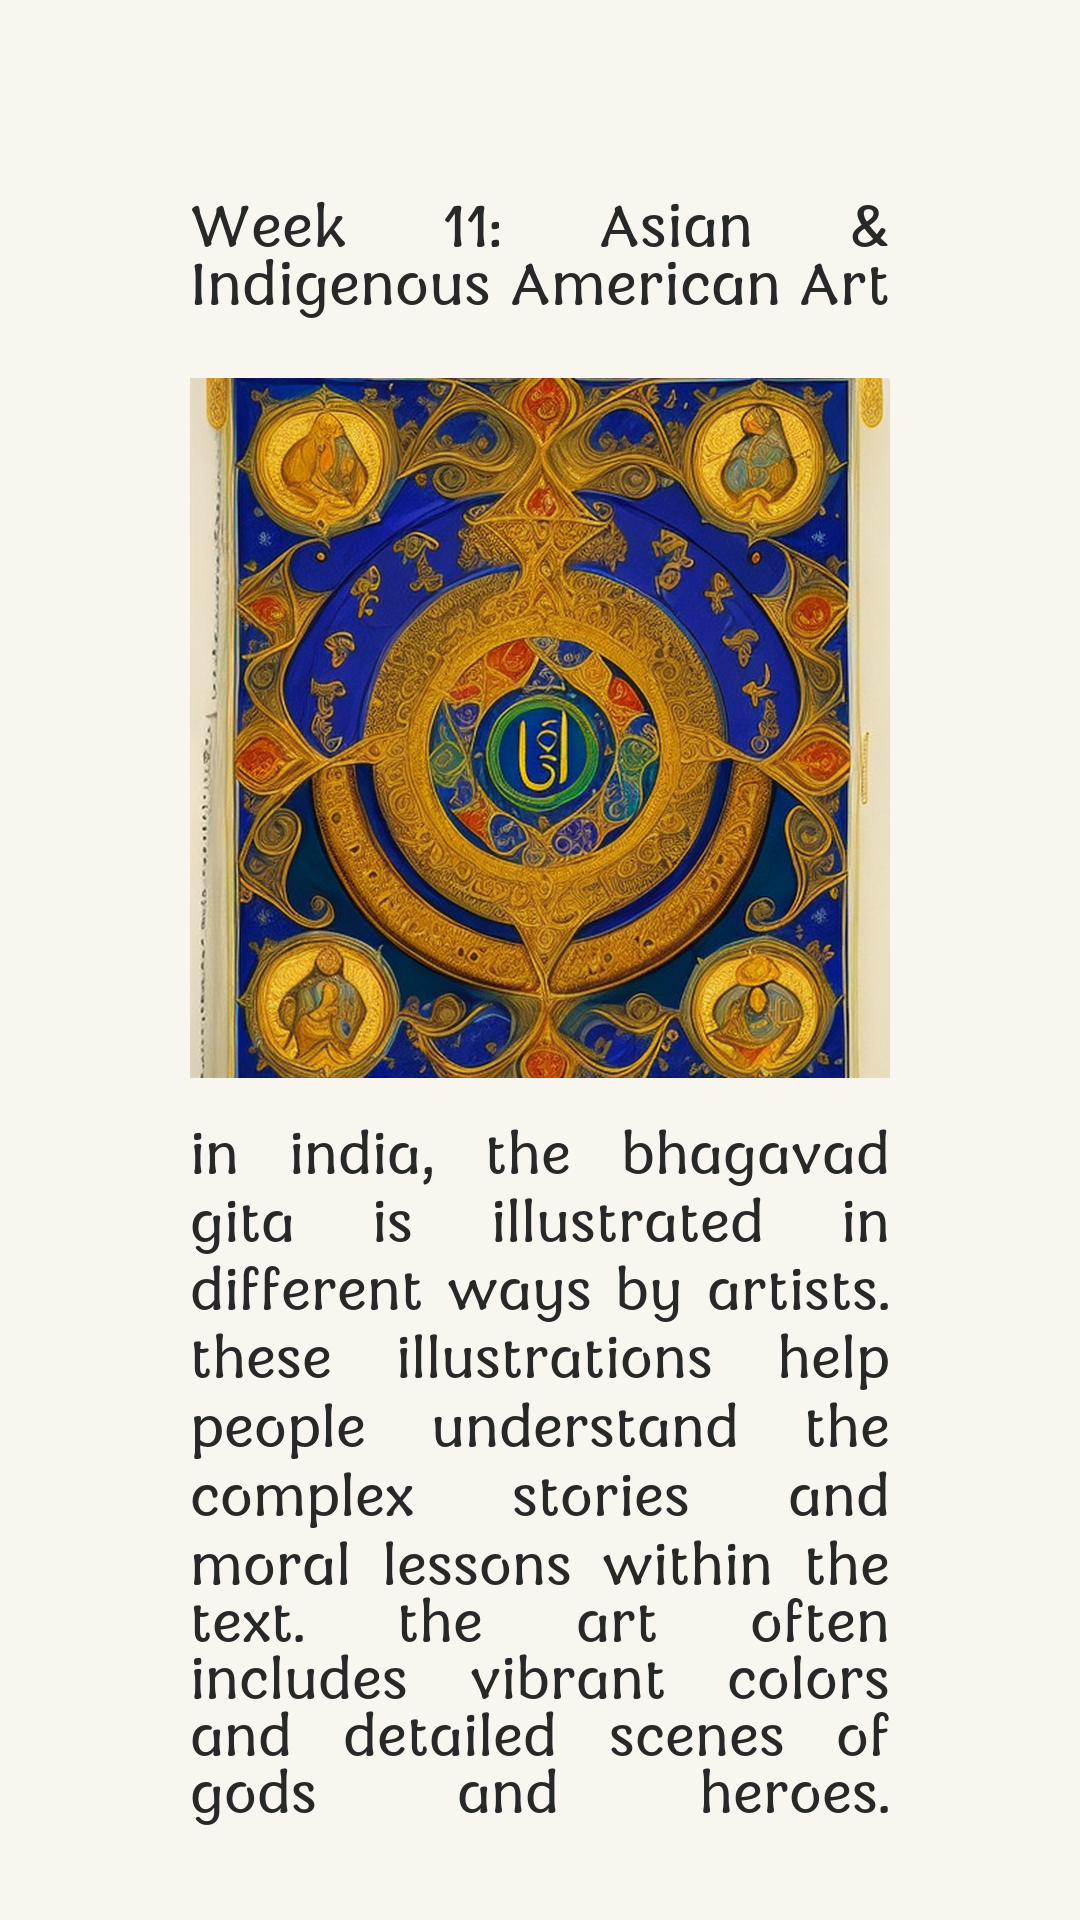 Week 11: Asian &
Indigenous American Art
in india, the bhagavad
gita is illustrated in
different ways by artists.
these illustrations help
people understand the
complex stories and
moral lessons within the
text. the art often
includes vibrant colors
and detailed scenes of
gods and heroes.